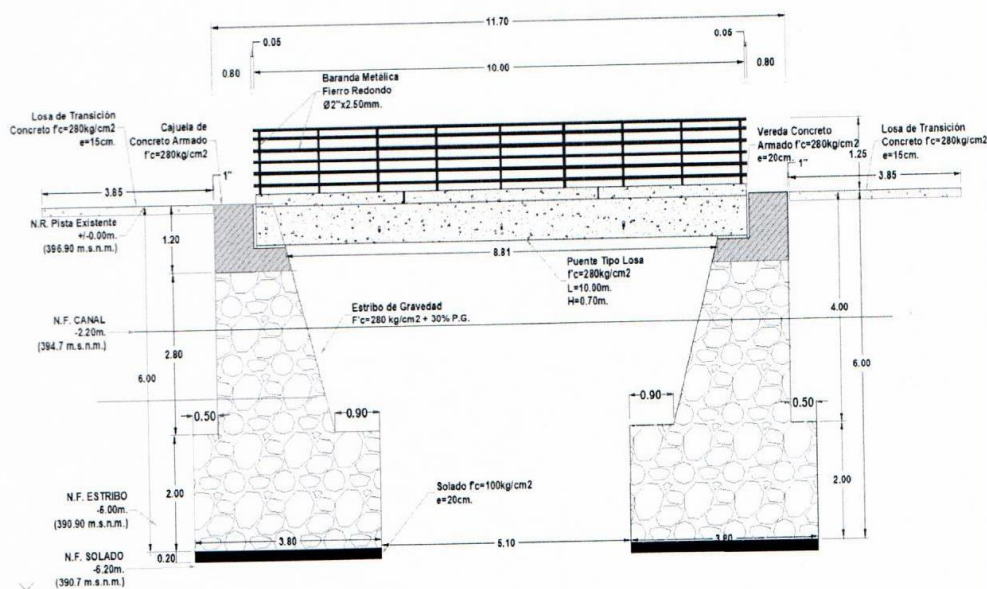 11.70
0.05
0.05
0.80
10.00
0.80
Baranda Metálica
Fierro Redondo
Ø2"x2.50mm.
Losa de Transición
Concreto f'c=280kg/cm2
e=15cm.
Cajuela de
Concreto Armado
f'c=280kg/cm2
Vereda Concreto
Armado f'c=280kg/cm2
e=20cm.
Losa de Transición
Concreto f'c=280kg/cm2
e=15cm.
1.25
1"
1"
3.85
3.85
N.R. Pista Existente
+/-0.00m.
(396.90 m.s.n.m.)
1.20
8.81
Puente Tipo Losa
f'c=280kg/cm2
L=10.00m.
H=0.70m.
Estribo de Gravedad
F'c=280 kg/cm2 + 30% P.G.
N.F. CANAL
-2.20m.
(394.7 m.s.n.m.)
4.00
2.80
6.00
6.00
0.50
0.90
0.90
0.50
Solado f'c=100kg/cm2
e=20cm.
2.00
2.00
N.F. ESTRIBO
-6.00m.
(390.90 m.s.n.m.)
3.80
5.10
3.80
0.20
N.F. SOLADO
-6.20m.
(390.7 m.s.n.m.)